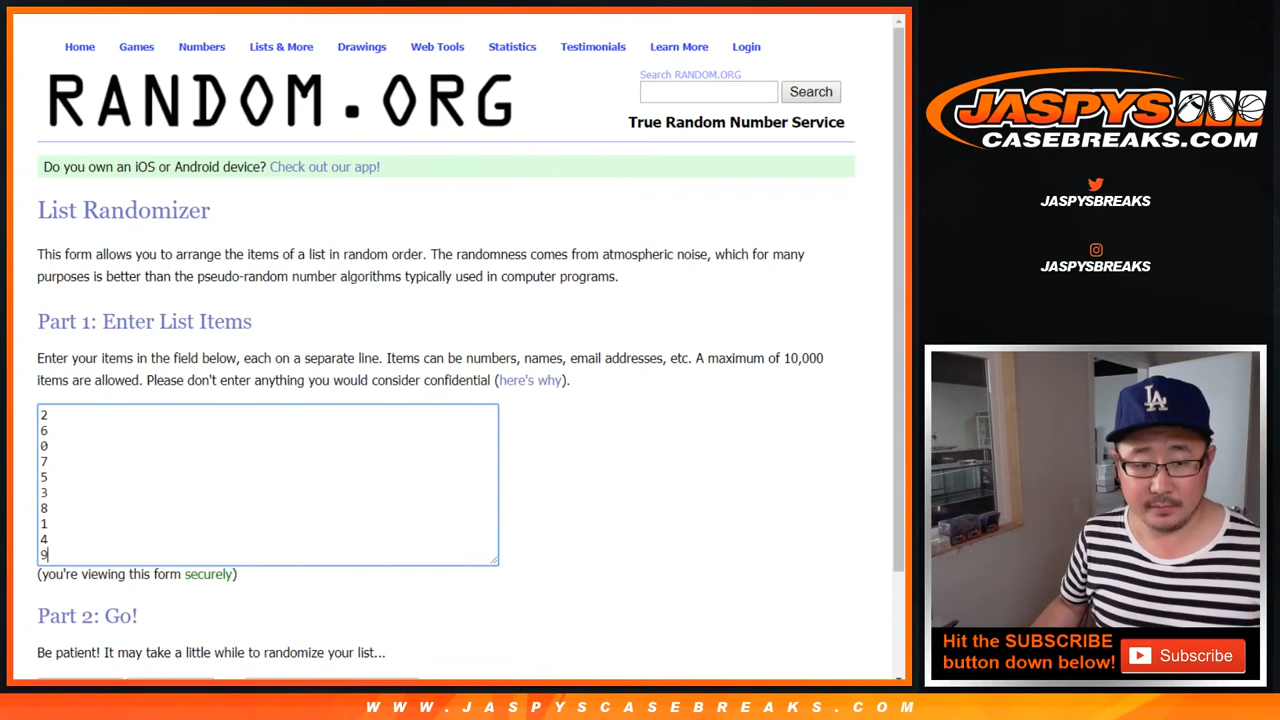 Home Games Numbers Lists & More Drawings Web Tools Statistics Testimonials Learn More Login
RANDOM.ORG
Search RANDOM.ORG
Search
True Random Number Service
Do you own an iOS or Android device? Check out our app!
List Randomizer
This form allows you to arrange the items of a list in random order. The randomness comes from atmospheric noise, which for many
purposes is better than the pseudo-random number algorithms typically used in computer programs.
Part 1: Enter List Items
Enter your items in the field below, each on a separate line. Items can be numbers, names, email addresses, etc. A maximum of 10,000
items are allowed. Please don't enter anything you would consider confidential (here's why).
2
6
0
7
5
3
8
1
4
9
(you're viewing this form securely)
Part 2: Go!
Be patient! It may take a little while to randomize your list...
JASPYS
CASEBREAKS.COM
JASPYSBREAKS
JASPYSBREAKS
LA
Hit the SUBSCRIBE
button down below!
Subscribe
WWW.JASPYSCASEBREAKS.COM